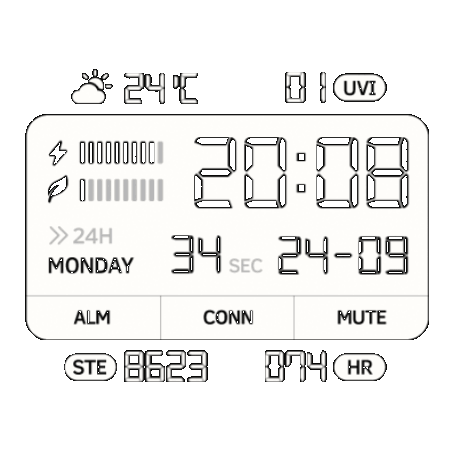 24°C 01 UVI
20:08
24H
MONDAY 34 SEC 24-09
ALM CONN MUTE
STE 8623 074 HR